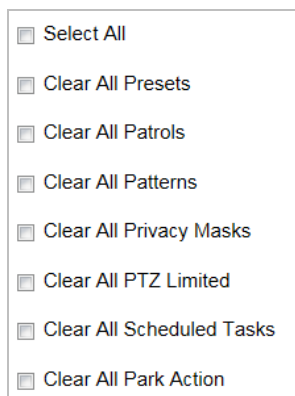 Select All
Clear All Presets
Clear All Patrols
Clear All Patterns
Clear All Privacy Masks
Clear All PTZ Limited
Clear All Scheduled Tasks
Clear All Park Action